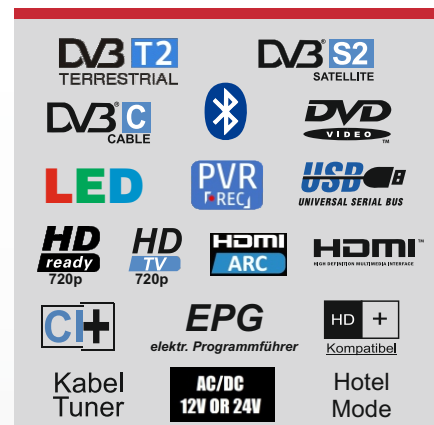 DVB T2
TERRESTRIAL
DVB® S2
SATELLITE
DVB® C
CABLE
DVD
VIDEO
TM
LED
PVR
REC
USB
UNIVERSAL SERIAL BUS
HD
ready
720p
HD
TV
720p
HDMI
ARC
HDMI™
HIGH DEFINITION MULTIMEDIA INTERFACE
CI+
EPG
elektr. Programmführer
HD +
Kompatibel
Kabel
Tuner
AC/DC
12V OR 24V
Hotel
Mode